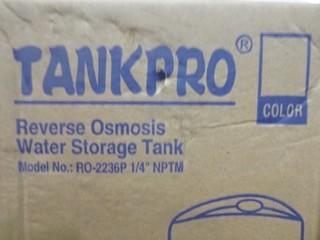 TANKPRO®
COLOR
Reverse Osmosis
Water Storage Tank
Model No.: RO-2236P 1/4" NPTM